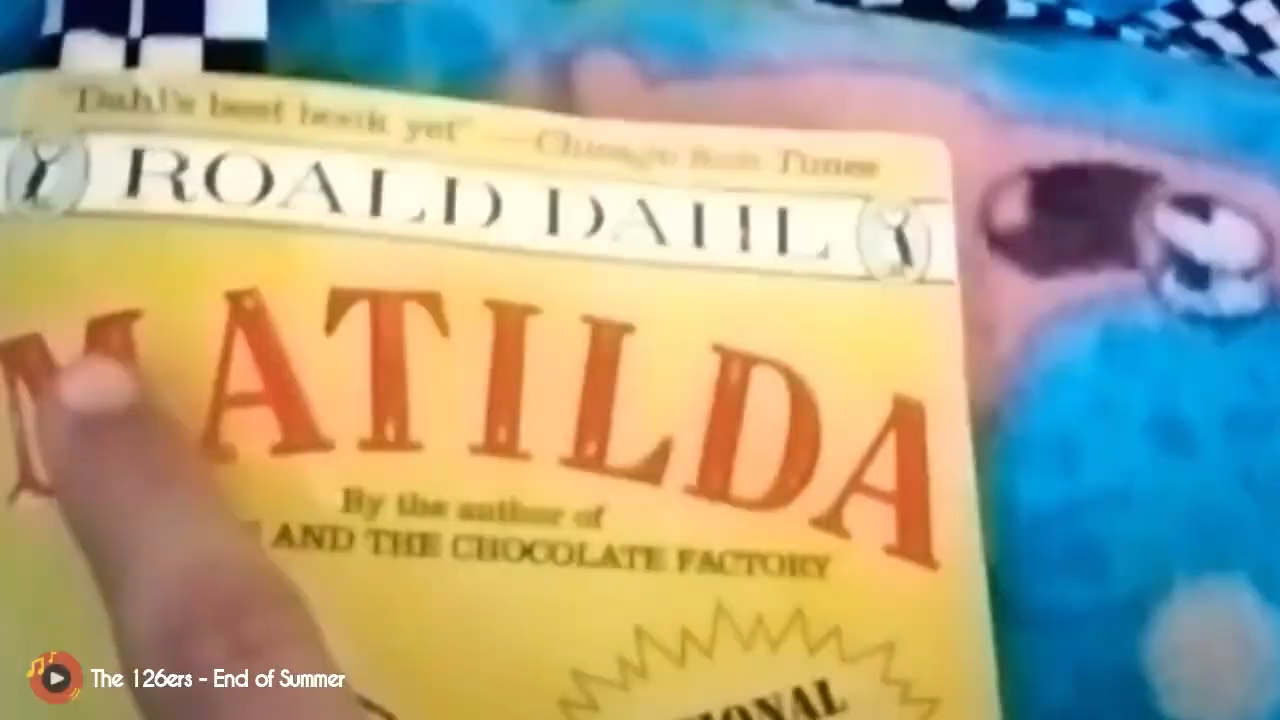 "Dahl's best book yet" —Chicago Sun Times
ROALD DAHL
MATILDA
By the author of
AND THE CHOCOLATE FACTORY
The 126ers - End of Summer